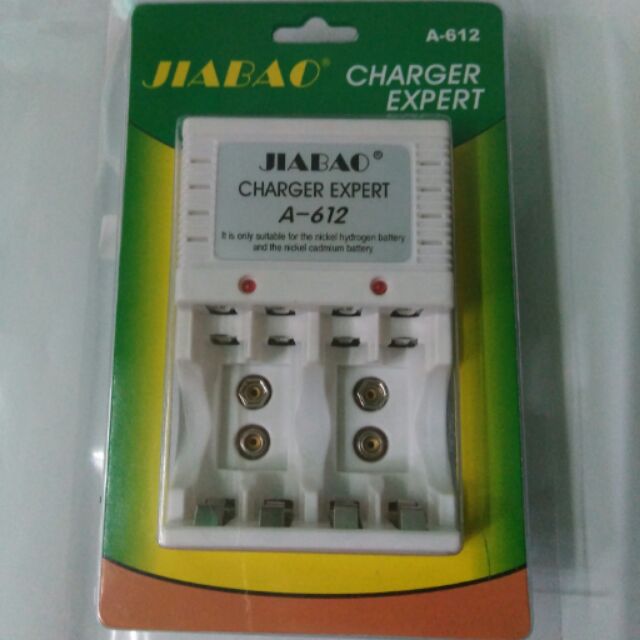 A-612
JIABAO®
CHARGER
EXPERT
JIABAO®
CHARGER EXPERT
A-612
It is only suitable for the nickel hydrogen battery
and the nickel cadmium battery